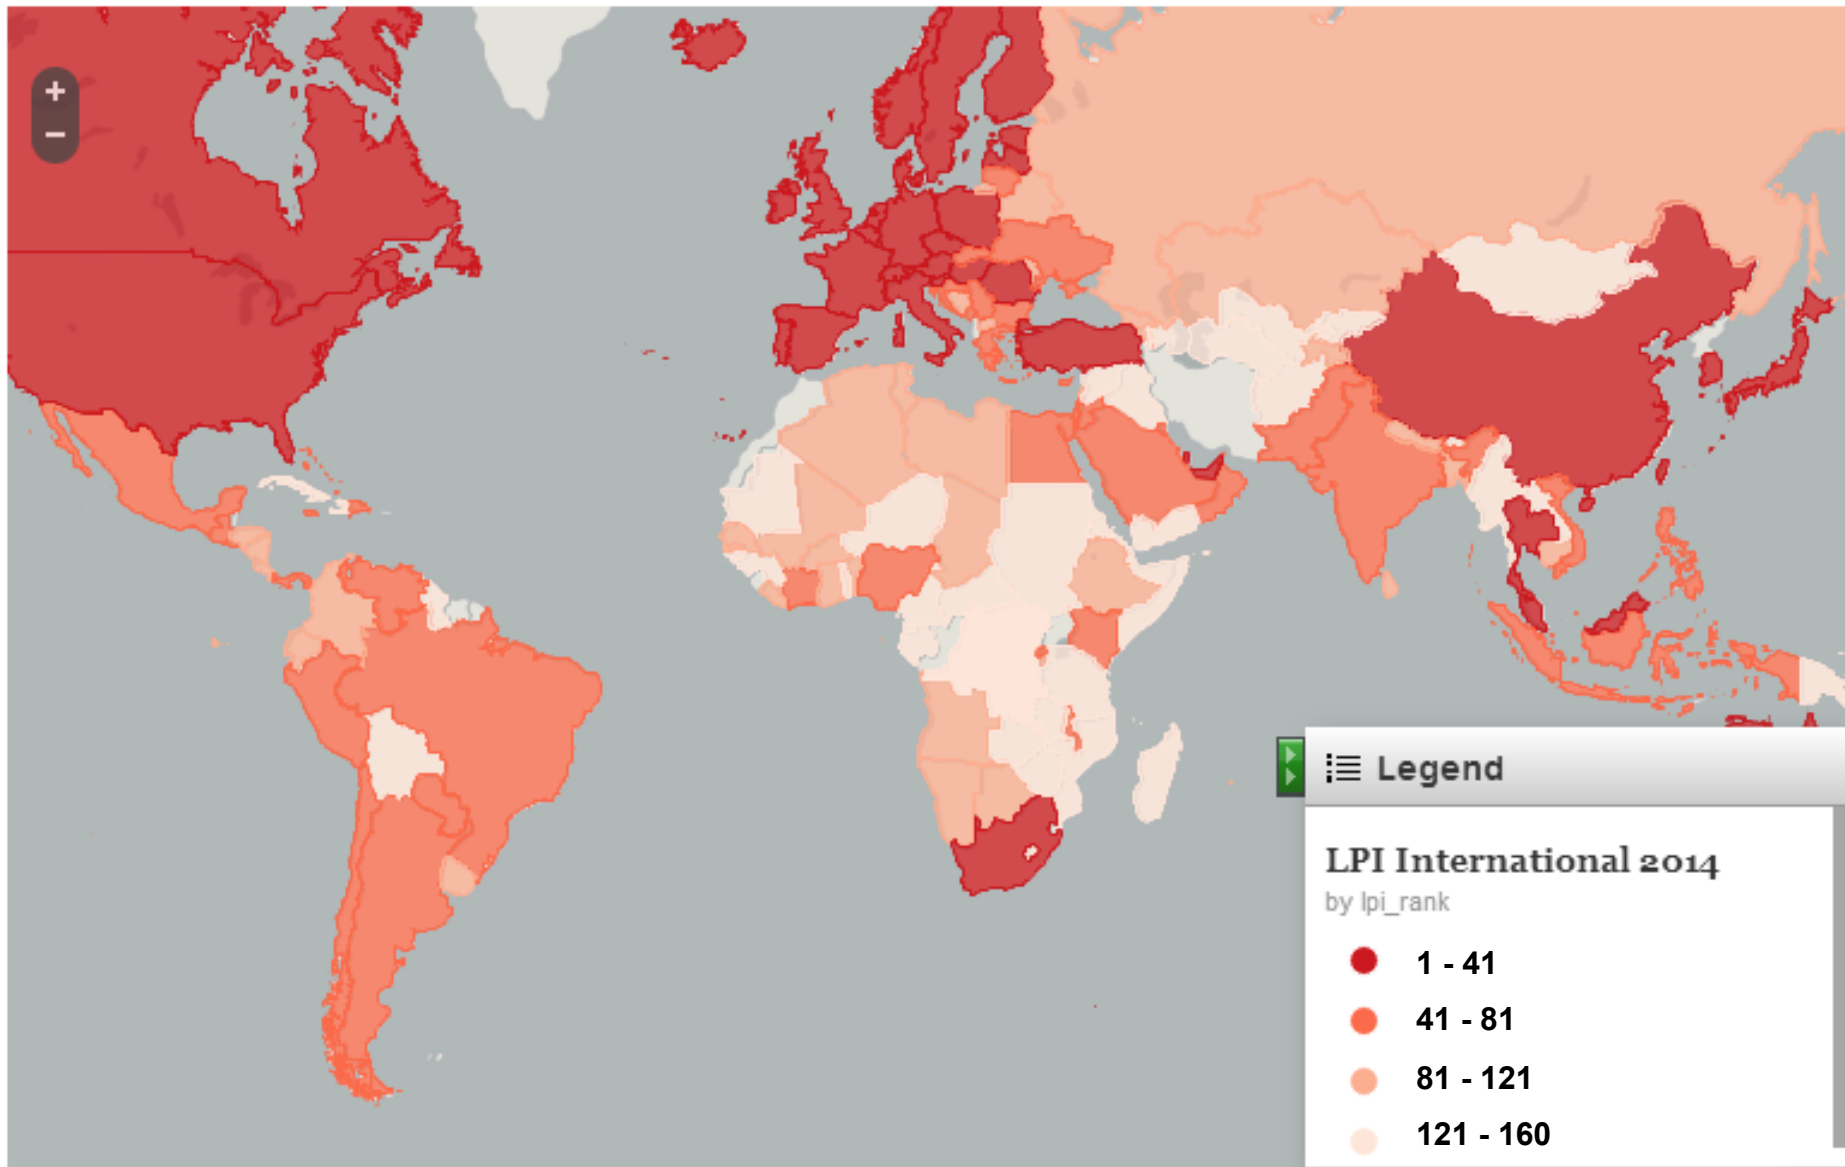 +
−
Legend
LPI International 2014
by lpi_rank
1 - 41
41 - 81
81 - 121
121 - 160